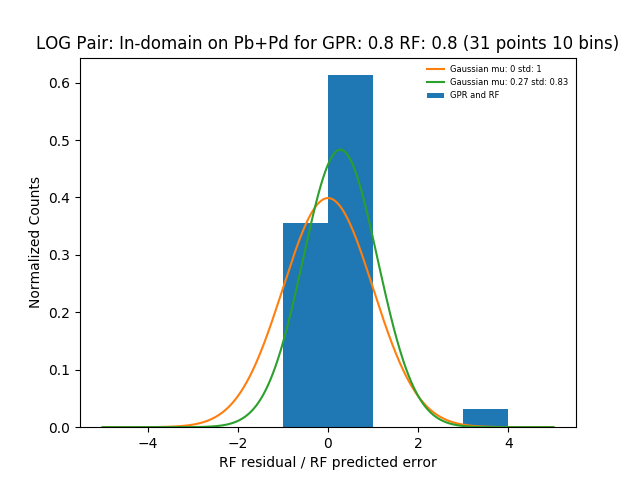 LOG Pair: In-domain on Pb+Pd for GPR: 0.8 RF: 0.8 (31 points 10 bins)
Gaussian mu: 0 std: 1
Gaussian mu: 0.27 std: 0.83
GPR and RF
Normalized Counts
0.6
0.5
0.4
0.3
0.2
0.1
0.0
−4 −2 0 2 4
RF residual / RF predicted error